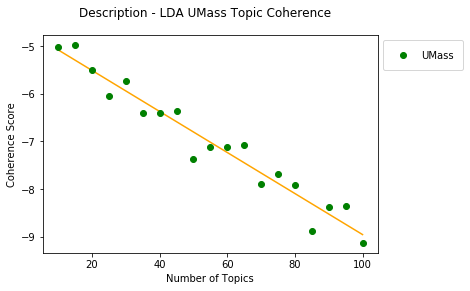 Description - LDA UMass Topic Coherence
UMass
−5
−6
−7
−8
−9
Coherence Score
20 40 60 80 100
Number of Topics